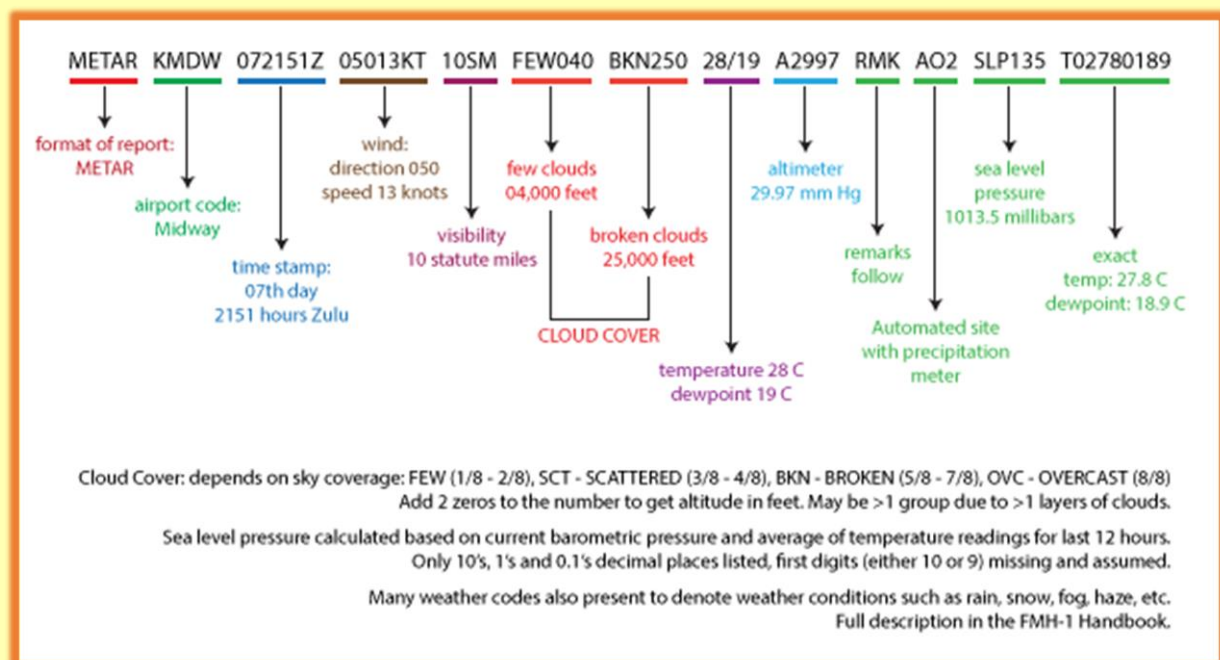 METAR KMDW 072151Z 05013KT 10SM FEW040 BKN250 28/19 A2997 RMK AO2 SLP135 T02780189
format of report:
METAR
airport code:
Midway
time stamp:
07th day
2151 hours Zulu
wind:
direction 050
speed 13 knots
visibility
10 statute miles
few clouds
04,000 feet
broken clouds
25,000 feet
CLOUD COVER
temperature 28 C
dewpoint 19 C
altimeter
29.97 mm Hg
remarks
follow
Automated site
with precipitation
meter
sea level
pressure
1013.5 millibars
exact
temp: 27.8 C
dewpoint: 18.9 C
Cloud Cover: depends on sky coverage: FEW (1/8 - 2/8), SCT - SCATTERED (3/8 - 4/8), BKN - BROKEN (5/8 - 7/8), OVC - OVERCAST (8/8)
Add 2 zeros to the number to get altitude in feet. May be >1 group due to >1 layers of clouds.
Sea level pressure calculated based on current barometric pressure and average of temperature readings for last 12 hours.
Only 10's, 1's and 0.1's decimal places listed, first digits (either 10 or 9) missing and assumed.
Many weather codes also present to denote weather conditions such as rain, snow, fog, haze, etc.
Full description in the FMH-1 Handbook.